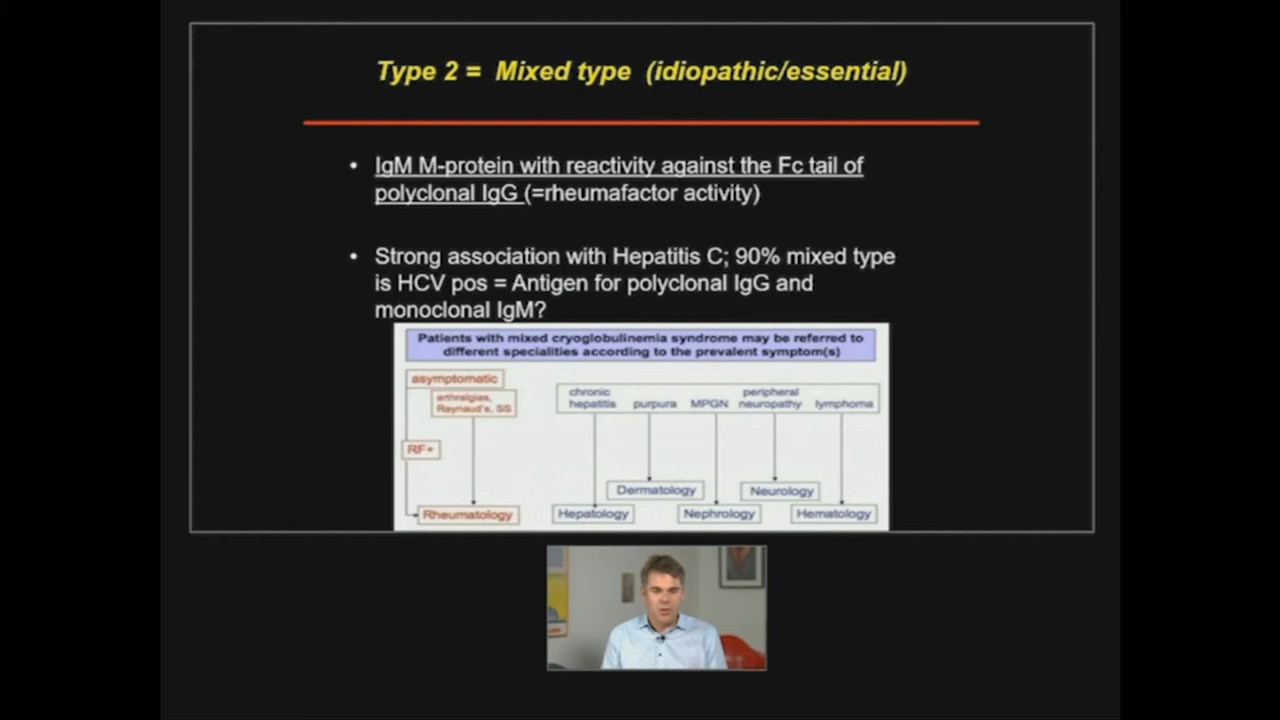 Type 2 = Mixed type (idiopathic/essential)
• IgM M-protein with reactivity against the Fc tail of
polyclonal IgG (=rheumafactor activity)
• Strong association with Hepatitis C; 90% mixed type
is HCV pos = Antigen for polyclonal IgG and
monoclonal IgM?
Patients with mixed cryoglobulinemia syndrome may be referred to
different specialities according to the prevalent symptom(s)
asymptomatic
arthralgias,
Raynaud's, SS
RF+
Rheumatology
chronic
hepatitis
purpura
MPGN
peripheral
neuropathy
lymphoma
Dermatology
Neurology
Hepatology
Nephrology
Hematology